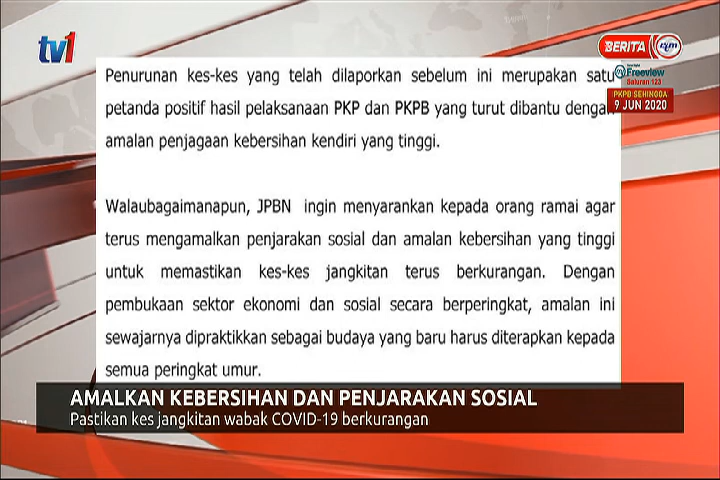 tv1
BERITA rtm
my Freeview
Saluran 123
PKPB SEHINGGA
9 JUN 2020
Penurunan kes-kes yang telah dilaporkan sebelum ini merupakan satu
petanda positif hasil pelaksanaan PKP dan PKPB yang turut dibantu dengan
amalan penjagaan kebersihan kendiri yang tinggi.
Walaubagaimanapun, JPBN ingin menyarankan kepada orang ramai agar
terus mengamalkan penjarakan sosial dan amalan kebersihan yang tinggi
untuk memastikan kes-kes jangkitan terus berkurangan. Dengan
pembukaan sektor ekonomi dan sosial secara berperingkat, amalan ini
sewajarnya dipraktikkan sebagai budaya yang baru harus diterapkan kepada
semua peringkat umur.
AMALKAN KEBERSIHAN DAN PENJARAKAN SOSIAL
Pastikan kes jangkitan wabak COVID-19 berkurangan